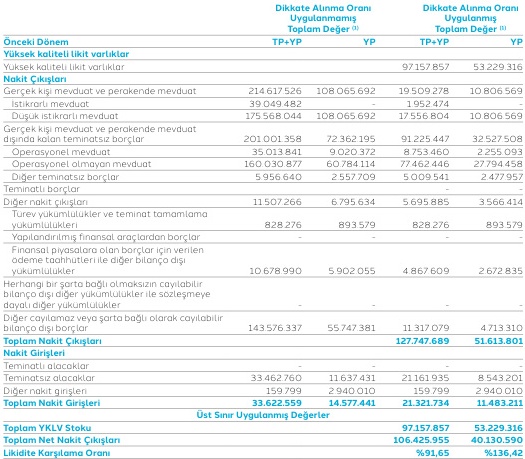 Dikkate Alınma Oranı Uygulanmamış Toplam Değer (1) Dikkate Alınma Oranı Uygulanmış Toplam Değer (1)
Önceki Dönem TP+YP YP TP+YP YP
Yüksek kaliteli likit varlıklar
Yüksek kaliteli likit varlıklar 97.157.857 53.229.316
Nakit Çıkışları
Gerçek kişi mevduat ve perakende mevduat 214.617.526 108.065.692 19.509.278 10.806.569
İstikrarlı mevduat 39.049.482 - 1.952.474 -
Düşük istikrarlı mevduat 175.568.044 108.065.692 17.556.804 10.806.569
Gerçek kişi mevduat ve perakende mevduat
dışında kalan teminatsız borçlar 201.001.358 72.362.195 91.225.447 32.527.508
Operasyonel mevduat 35.013.841 9.020.372 8.753.460 2.255.093
Operasyonel olmayan mevduat 160.030.877 60.784.114 77.462.446 27.794.458
Diğer teminatsız borçlar 5.956.640 2.557.709 5.009.541 2.477.957
Teminatlı borçlar - -
Diğer nakit çıkışları 11.507.266 6.795.634 5.695.885 3.566.414
Türev yükümlülükler ve teminat tamamlama
yükümlülükleri 828.276 893.579 828.276 893.579
Yapılandırılmış finansal araçlardan borçlar - - - -
Finansal piyasalara olan borçlar için verilen
ödeme taahhütleri ile diğer bilanço dışı
yükümlülükler 10.678.990 5.902.055 4.867.609 2.672.835
Herhangi bir şarta bağlı olmaksızın cayılabilir
bilanço dışı diğer yükümlülükler ile sözleşmeye
dayalı diğer yükümlülükler - - - -
Diğer cayılamaz veya şarta bağlı olarak cayılabilir
bilanço dışı borçlar 143.576.337 55.747.381 11.317.079 4.713.310
Toplam Nakit Çıkışları 127.747.689 51.613.801
Nakit Girişleri
Teminatlı alacaklar - - - -
Teminatsız alacaklar 33.462.760 11.637.431 21.161.935 8.543.201
Diğer nakit girişleri 159.799 2.940.010 159.799 2.940.010
Toplam Nakit Girişleri 33.622.559 14.577.441 21.321.734 11.483.211
Üst Sınır Uygulanmış Değerler
Toplam YKLV Stoku 97.157.857 53.229.316
Toplam Net Nakit Çıkışları 106.425.955 40.130.590
Likidite Karşılama Oranı %91,65 %136,42